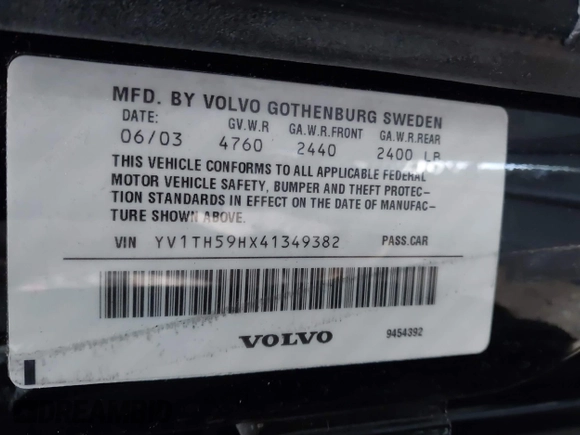 MFD. BY VOLVO GOTHENBURG SWEDEN
DATE: GV.W.R GA.W.R.FRONT GA.W.R.REAR
06/03 4760 2440 2400 LB
THIS VEHICLE CONFORMS TO ALL APPLICABLE FEDERAL
MOTOR VEHICLE SAFETY, BUMPER AND THEFT PROTEC-
TION STANDARDS IN EFFECT ON THE DATE OF MANUFAC-
TURE SHOWN ABOVE.
VIN YV1TH59HX41349382 PASS.CAR
VOLVO 9454392
CIDREAMBID